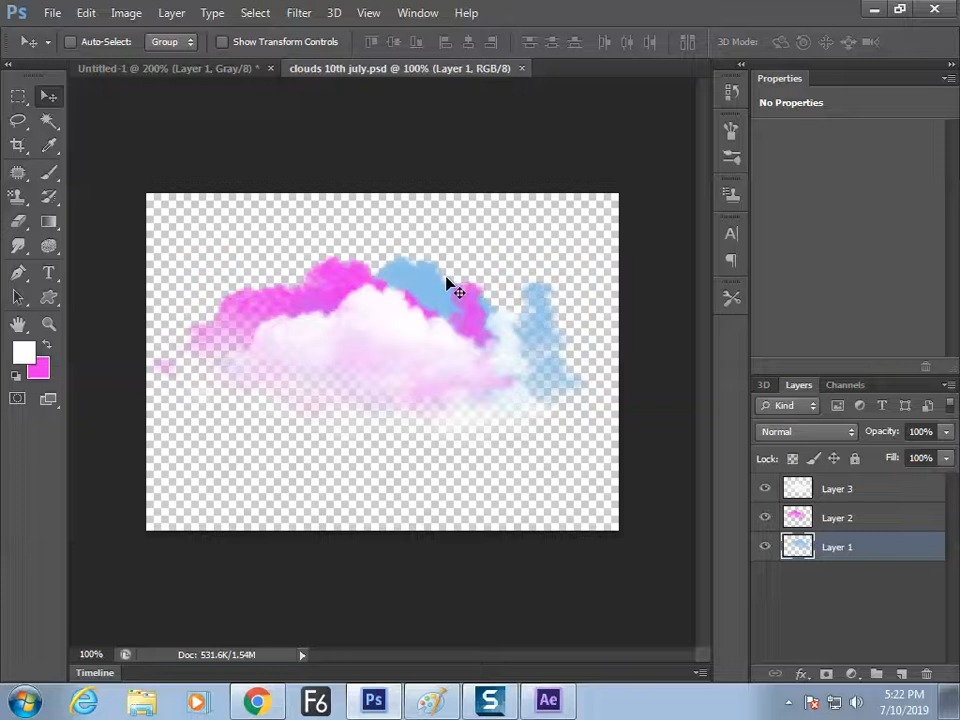 Ps File Edit Image Layer Type Select Filter 3D View Window Help
Auto-Select: Group Show Transform Controls 3D Mode:
Untitled-1 @ 200% (Layer 1, Gray/8) * × clouds 10th july.psd @ 100% (Layer 1, RGB/8) ×
Properties
No Properties
3D Layers Channels
Kind
Normal Opacity: 100%
Lock: Fill: 100%
Layer 3
Layer 2
Layer 1
100% Doc: 531.6K/1.54M
Timeline
F6 Ps S Ae
5:22 PM
7/10/2019